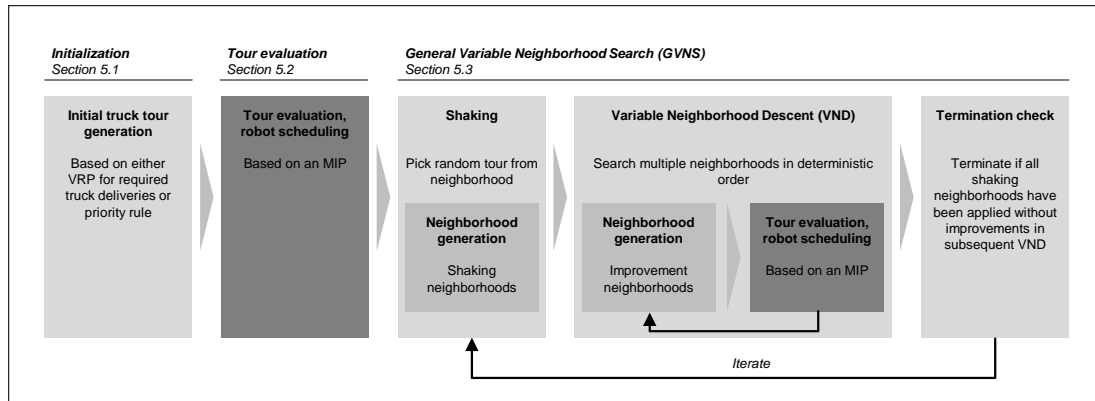 Initialization
Section 5.1
Tour evaluation
Section 5.2
General Variable Neighborhood Search (GVNS)
Section 5.3
Initial truck tour
generation
Based on either
VRP for required
truck deliveries or
priority rule
Tour evaluation,
robot scheduling
Based on an MIP
Shaking
Pick random tour from
neighborhood
Neighborhood
generation
Shaking
neighborhoods
Variable Neighborhood Descent (VND)
Search multiple neighborhoods in deterministic
order
Neighborhood
generation
Improvement
neighborhoods
Tour evaluation,
robot scheduling
Based on an MIP
Termination check
Terminate if all
shaking
neighborhoods have
been applied without
improvements in
subsequent VND
Iterate